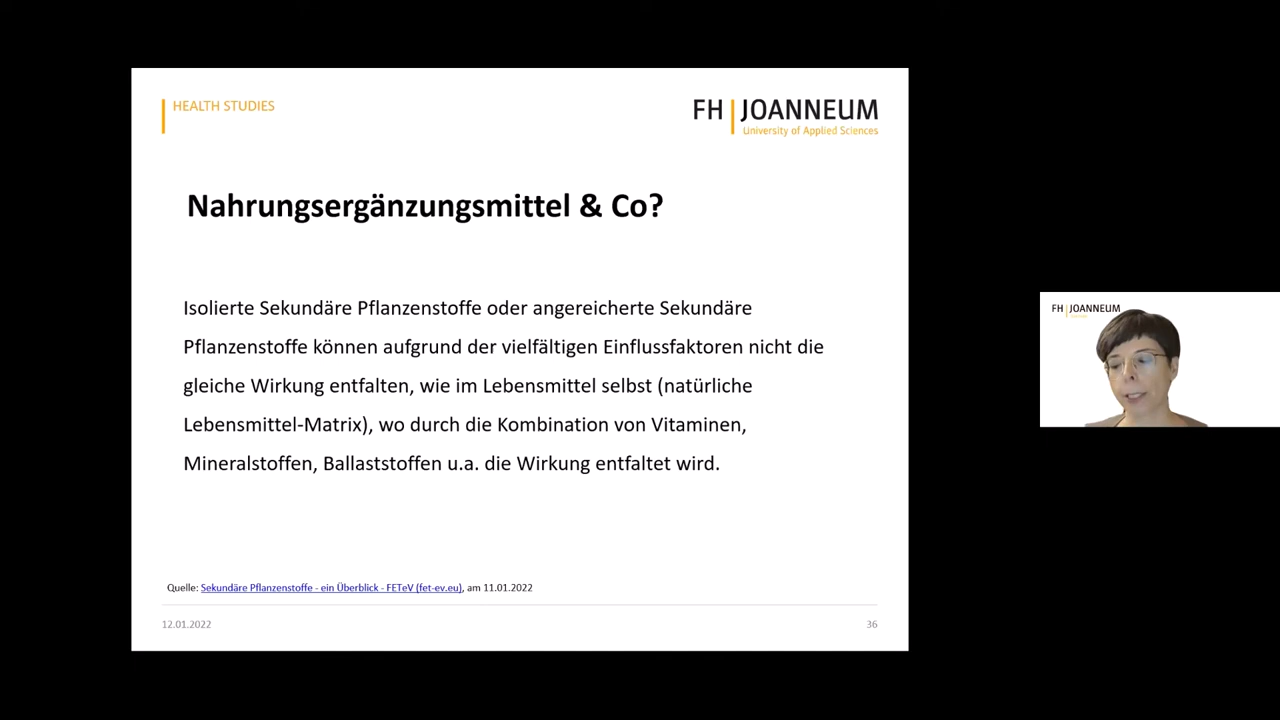 HEALTH STUDIES
FH JOANNEUM
University of Applied Sciences
Nahrungsergänzungsmittel & Co?
Isolierte Sekundäre Pflanzenstoffe oder angereicherte Sekundäre
Pflanzenstoffe können aufgrund der vielfältigen Einflussfaktoren nicht die
gleiche Wirkung entfalten, wie im Lebensmittel selbst (natürliche
Lebensmittel-Matrix), wo durch die Kombination von Vitaminen,
Mineralstoffen, Ballaststoffen u.a. die Wirkung entfaltet wird.
Quelle: Sekundäre Pflanzenstoffe - ein Überblick - FETeV (fet-ev.eu), am 11.01.2022
12.01.2022
36
FH JOANNEUM